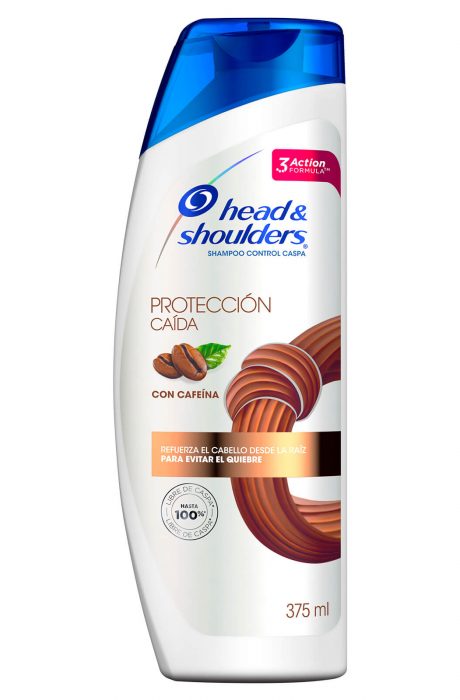 3 Action
FORMULA™
head &
shoulders®
SHAMPOO CONTROL CASPA
PROTECCIÓN
CAÍDA
CON CAFEÍNA
REFUERZA EL CABELLO DESDE LA RAÍZ
PARA EVITAR EL QUIEBRE
LIBRE DE CASPA*
HASTA
100%*
LIBRE DE CASPA*
375 ml